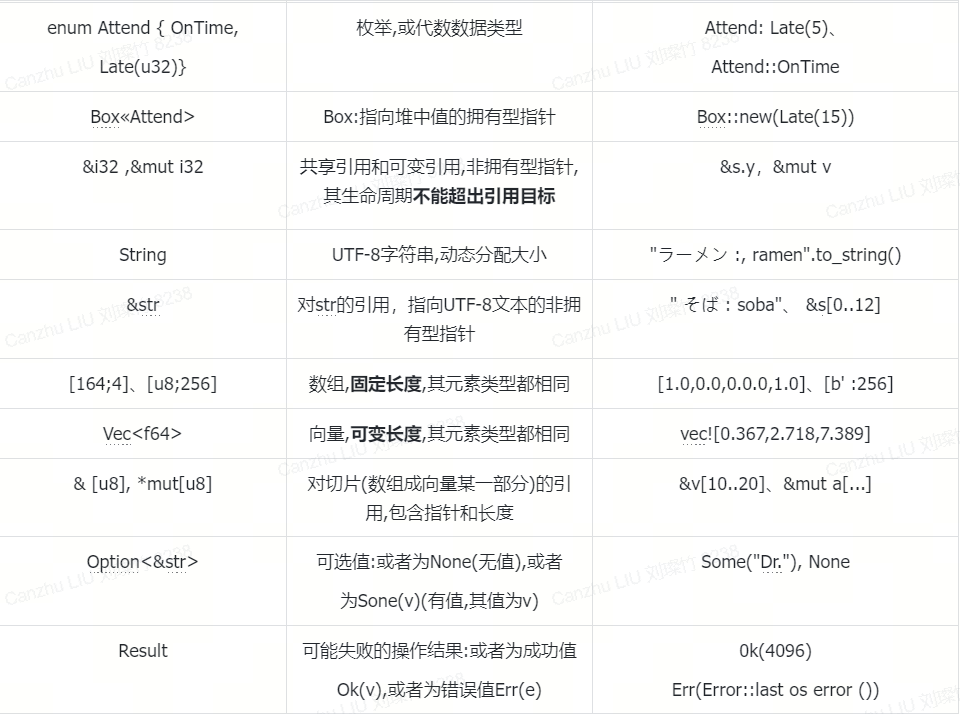 enum Attend { OnTime,
Late(u32)}
枚举,或代数数据类型
Attend: Late(5)、
Attend::OnTime
Box«Attend>
Box:指向堆中值的拥有型指针
Box::new(Late(15))
&i32 ,&mut i32
共享引用和可变引用,非拥有型指针,
其生命周期不能超出引用目标
&s.y，&mut v
String
UTF-8字符串,动态分配大小
"ラーメン :, ramen".to_string()
&str
对str的引用，指向UTF-8文本的非拥
有型指针
" そば : soba"、 &s[0..12]
[164;4]、[u8;256]
数组,固定长度,其元素类型都相同
[1.0,0.0,0.0.0,1.0]、[b' :256]
Vec<f64>
向量,可变长度,其元素类型都相同
vec![0.367,2.718,7.389]
& [u8], *mut[u8]
对切片(数组成向量某一部分)的引
用,包含指针和长度
&v[10..20]、&mut a[...]
Option<&str>
可选值:或者为None(无值),或者
为Sone(v)(有值,其值为v)
Some("Dr."), None
Result
可能失败的操作结果:或者为成功值
Ok(v),或者为错误值Err(e)
0k(4096)
Err(Error::last os error ())
Canzhu LIU 刘璨竹 8238